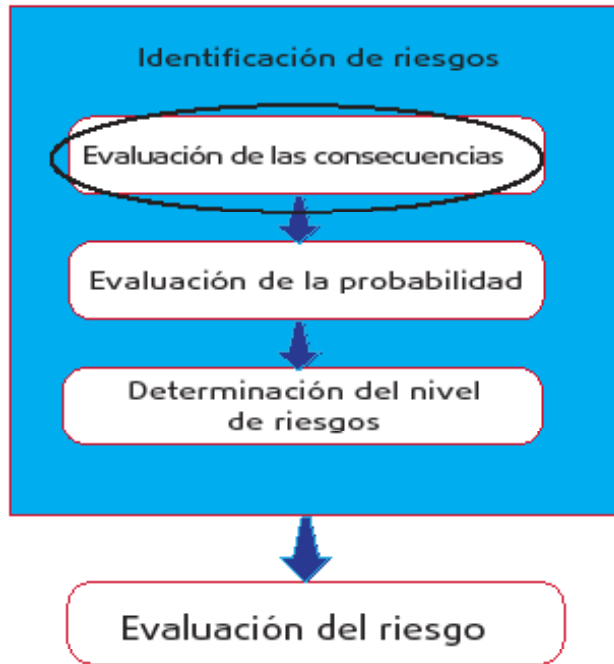 Identificación de riesgos
Evaluación de las consecuencias
Evaluación de la probabilidad
Determinación del nivel
de riesgos
Evaluación del riesgo